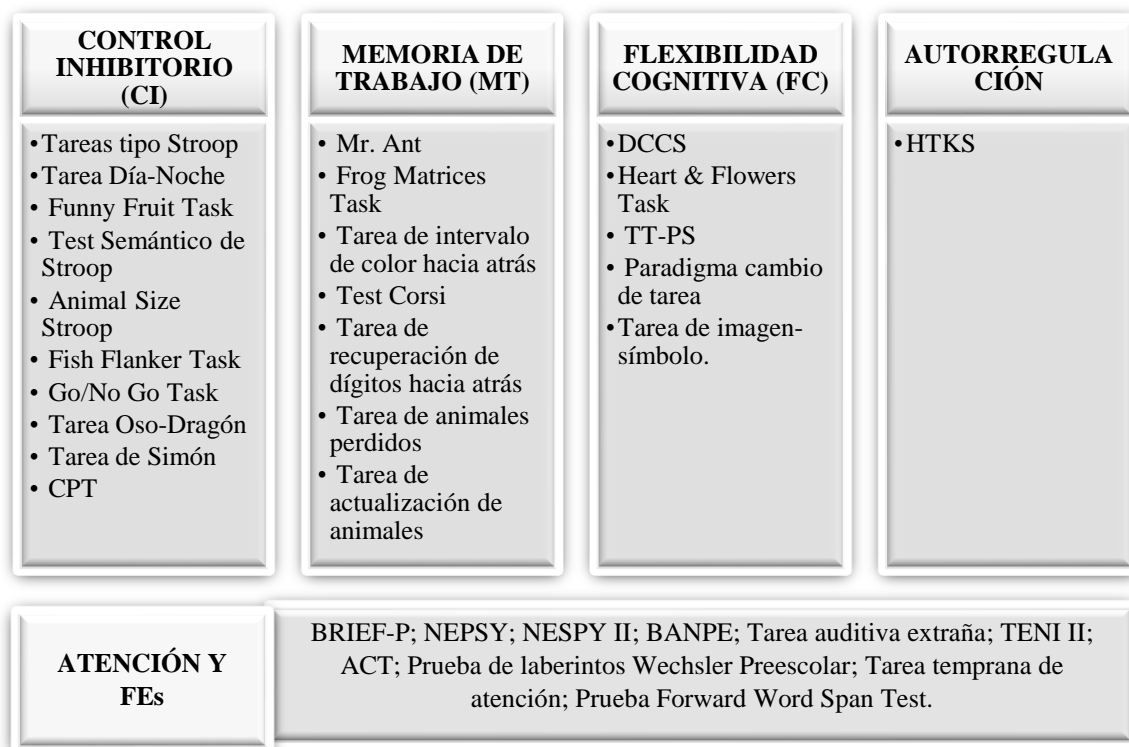 CONTROL
INHIBITORIO
(CI)
•Tareas tipo Stroop
•Tarea Día-Noche
• Funny Fruit Task
• Test Semántico de
Stroop
• Animal Size
Stroop
• Fish Flanker Task
• Go/No Go Task
• Tarea Oso-Dragón
• Tarea de Simón
• CPT
MEMORIA DE
TRABAJO (MT)
• Mr. Ant
• Frog Matrices
Task
• Tarea de intervalo
de color hacia atrás
• Test Corsi
• Tarea de
recuperación de
dígitos hacia atrás
• Tarea de animales
perdidos
• Tarea de
actualización de
animales
FLEXIBILIDAD
COGNITIVA (FC)
•DCCS
•Heart & Flowers
Task
• TT-PS
• Paradigma cambio
de tarea
•Tarea de imagen-
símbolo.
AUTORREGULA
CIÓN
•HTKS
ATENCIÓN Y
FEs
BRIEF-P; NEPSY; NESPY II; BANPE; Tarea auditiva extraña; TENI II;
ACT; Prueba de laberintos Wechsler Preescolar; Tarea temprana de
atención; Prueba Forward Word Span Test.